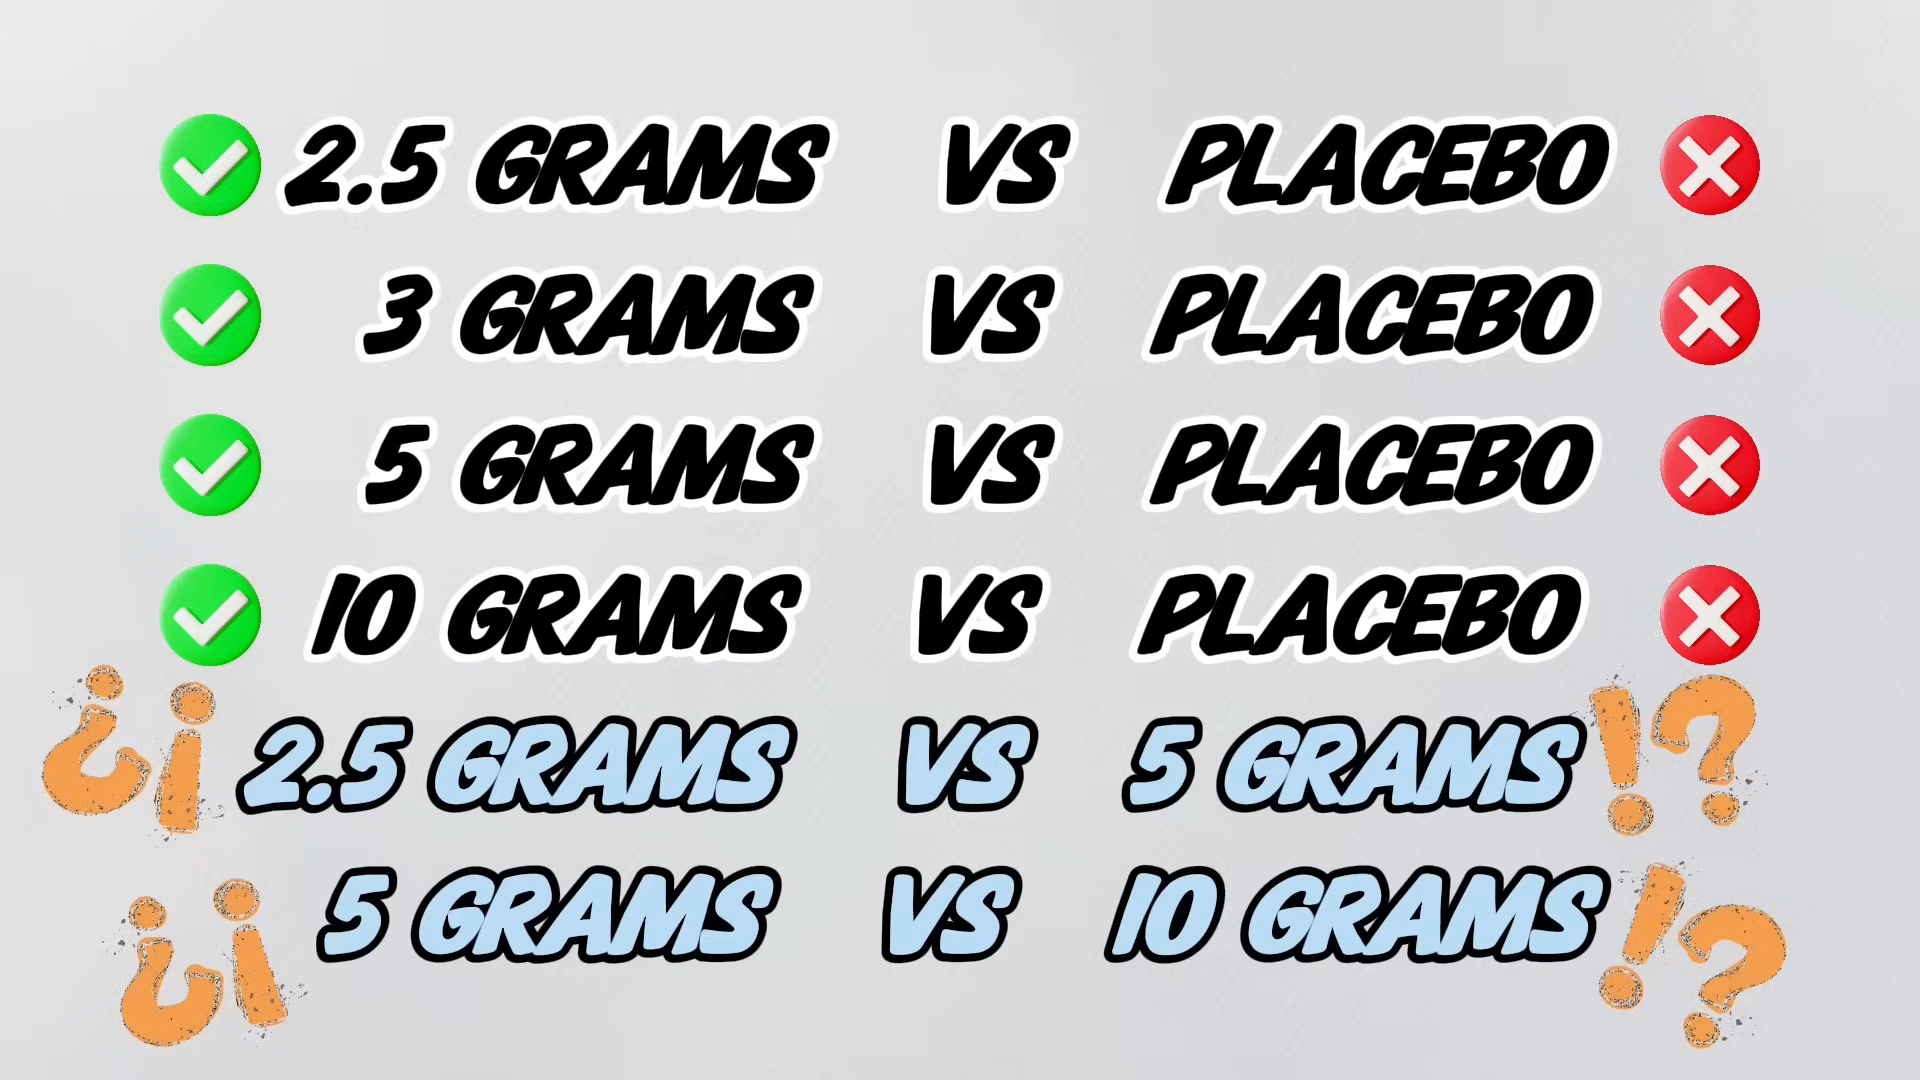 2.5 GRAMS VS PLACEBO
3 GRAMS VS PLACEBO
5 GRAMS VS PLACEBO
10 GRAMS VS PLACEBO
¿¡ 2.5 GRAMS VS 5 GRAMS !?
¿¡ 5 GRAMS VS 10 GRAMS !?